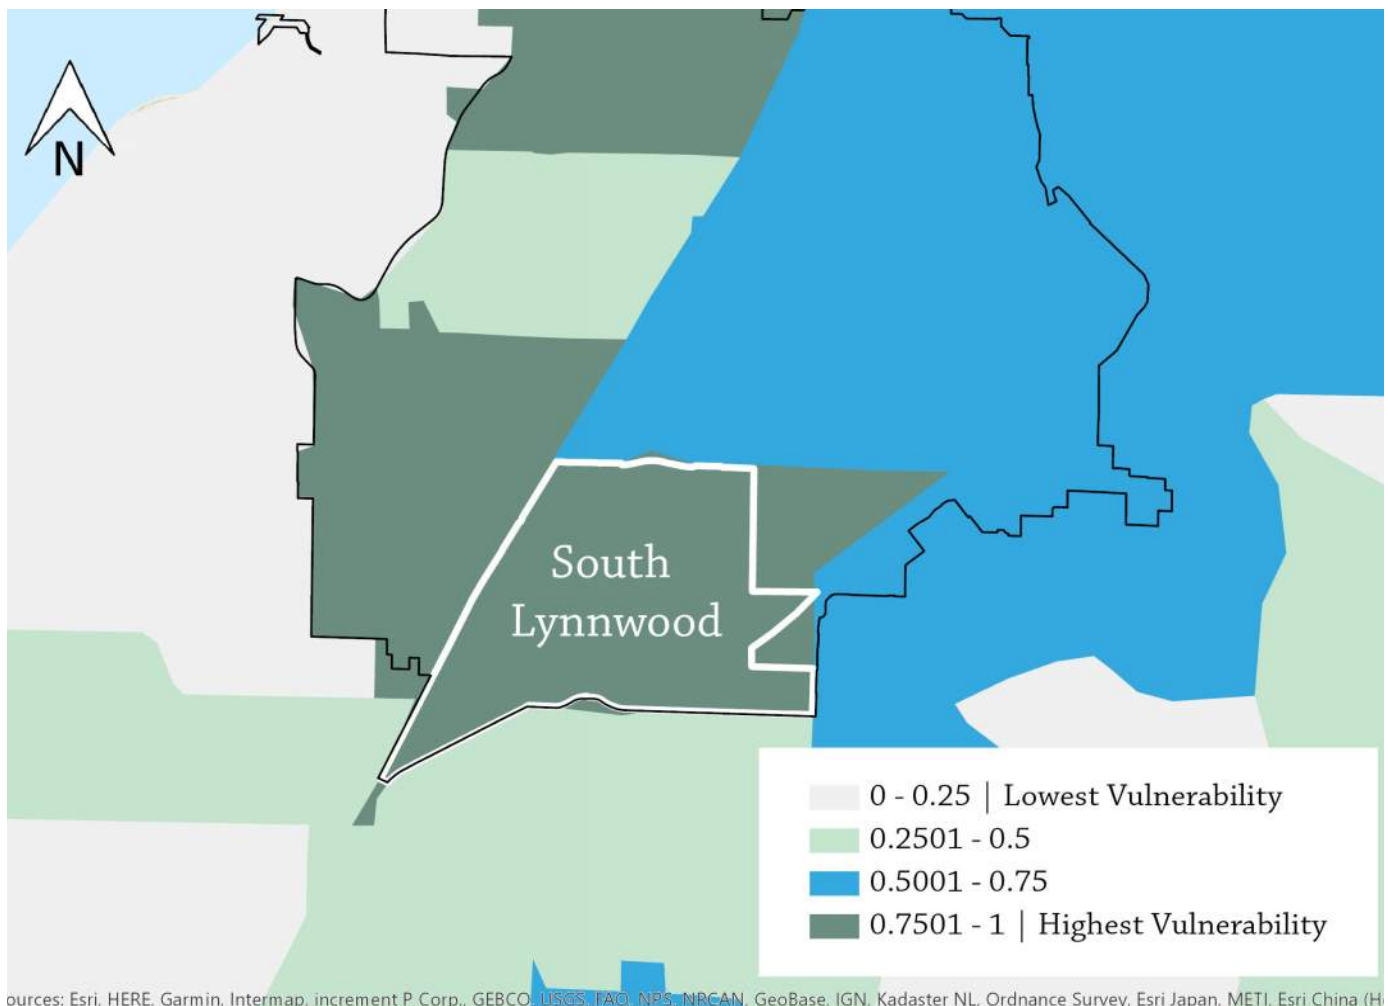 N
South
Lynnwood
0 - 0.25 | Lowest Vulnerability
0.2501 - 0.5
0.5001 - 0.75
0.7501 - 1 | Highest Vulnerability
ources: Esri, HERE, Garmin, Intermap, increment P Corp., GEBCO, USGS, FAO, NPS, NRCAN, GeoBase, IGN, Kadaster NL, Ordnance Survey, Esri Japan, METI, Esri China (H